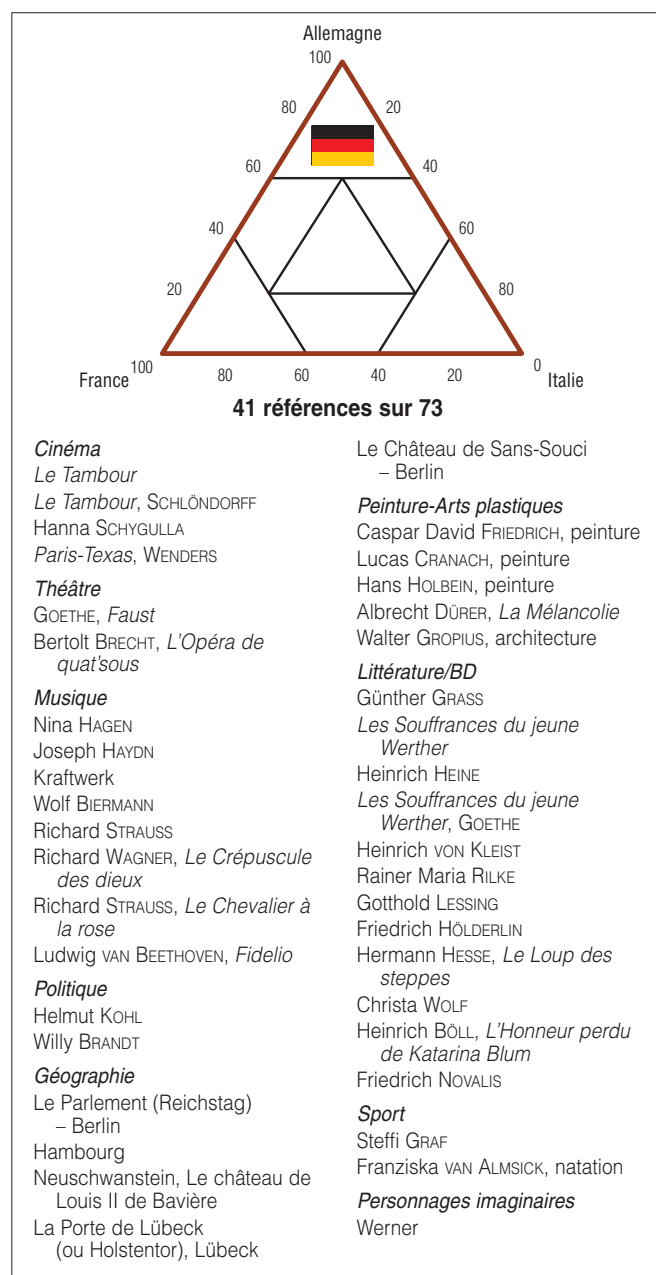 Allemagne
100
80 20
60 40
40 60
20 80
France 100 80 60 40 20 0 Italie
41 références sur 73
Cinéma
Le Tambour
Le Tambour, SCHLÖNDORFF
Hanna SCHYGULLA
Paris-Texas, WENDERS
Théâtre
GOETHE, Faust
Bertolt BRECHT, L'Opéra de
quat'sous
Musique
Nina HAGEN
Joseph HAYDN
Kraftwerk
Wolf BIERMANN
Richard STRAUSS
Richard WAGNER, Le Crépuscule
des dieux
Richard STRAUSS, Le Chevalier à
la rose
Ludwig VAN BEETHOVEN, Fidelio
Politique
Helmut KOHL
Willy BRANDT
Géographie
Le Parlement (Reichstag)
– Berlin
Hambourg
Neuschwanstein, Le château de
Louis II de Bavière
La Porte de Lübeck
(ou Holstentor), Lübeck
Le Château de Sans-Souci
– Berlin
Peinture-Arts plastiques
Caspar David FRIEDRICH, peinture
Lucas CRANACH, peinture
Hans HOLBEIN, peinture
Albrecht DÜRER, La Mélancolie
Walter GROPIUS, architecture
Littérature/BD
Günther GRASS
Les Souffrances du jeune
Werther
Heinrich HEINE
Les Souffrances du jeune
Werther, GOETHE
Heinrich VON KLEIST
Rainer Maria RILKE
Gotthold LESSING
Friedrich HÖLDERLIN
Hermann HESSE, Le Loup des
steppes
Christa WOLF
Heinrich BÖLL, L'Honneur perdu
de Katarina Blum
Friedrich NOVALIS
Sport
Steffi GRAF
Franziska VAN ALMSICK, natation
Personnages imaginaires
Werner